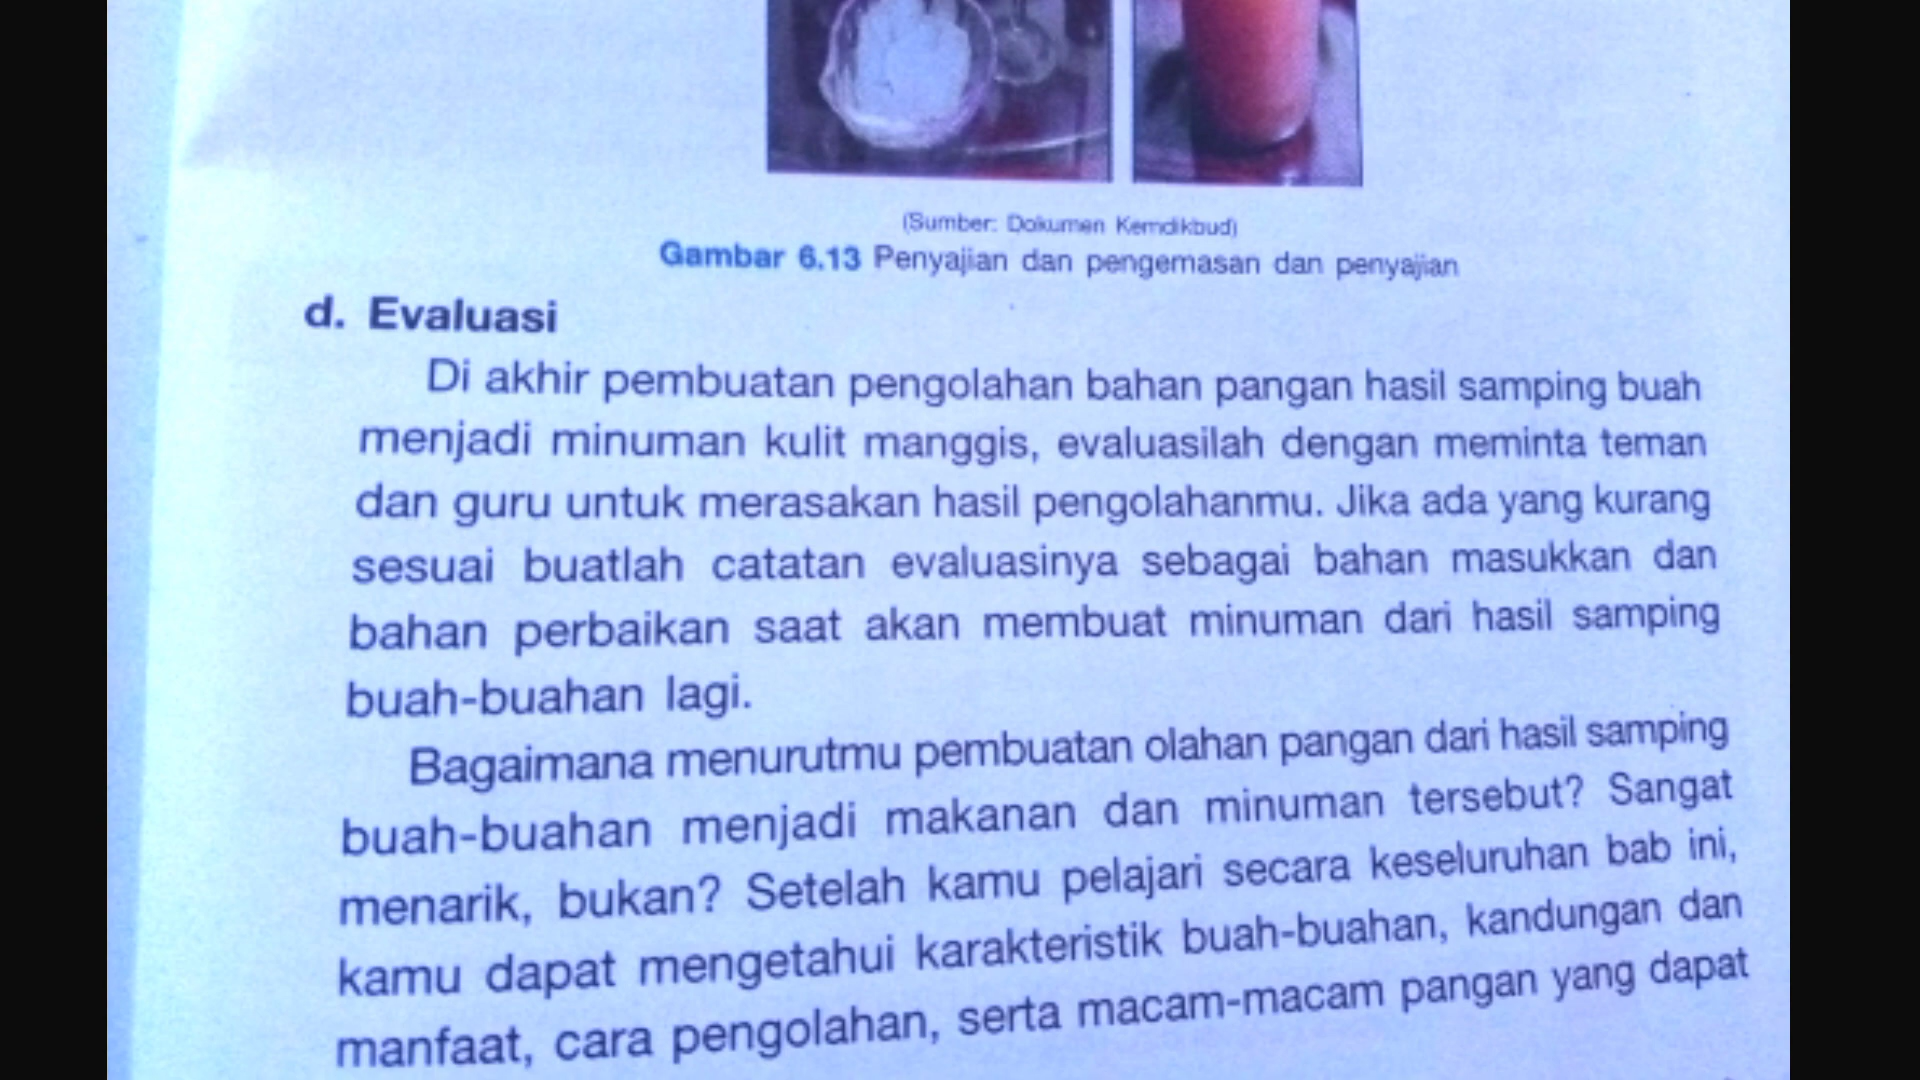 (Sumber: Dokumen Kemdikbud)
Gambar 6.13 Penyajian dan pengemasan dan penyajian
d. Evaluasi
Di akhir pembuatan pengolahan bahan pangan hasil samping buah
menjadi minuman kulit manggis, evaluasilah dengan meminta teman
dan guru untuk merasakan hasil pengolahanmu. Jika ada yang kurang
sesuai buatlah catatan evaluasinya sebagai bahan masukkan dan
bahan perbaikan saat akan membuat minuman dari hasil samping
buah-buahan lagi.
Bagaimana menurutmu pembuatan olahan pangan dari hasil samping
buah-buahan menjadi makanan dan minuman tersebut? Sangat
menarik, bukan? Setelah kamu pelajari secara keseluruhan bab ini,
kamu dapat mengetahui karakteristik buah-buahan, kandungan dan
manfaat, cara pengolahan, serta macam-macam pangan yang dapat